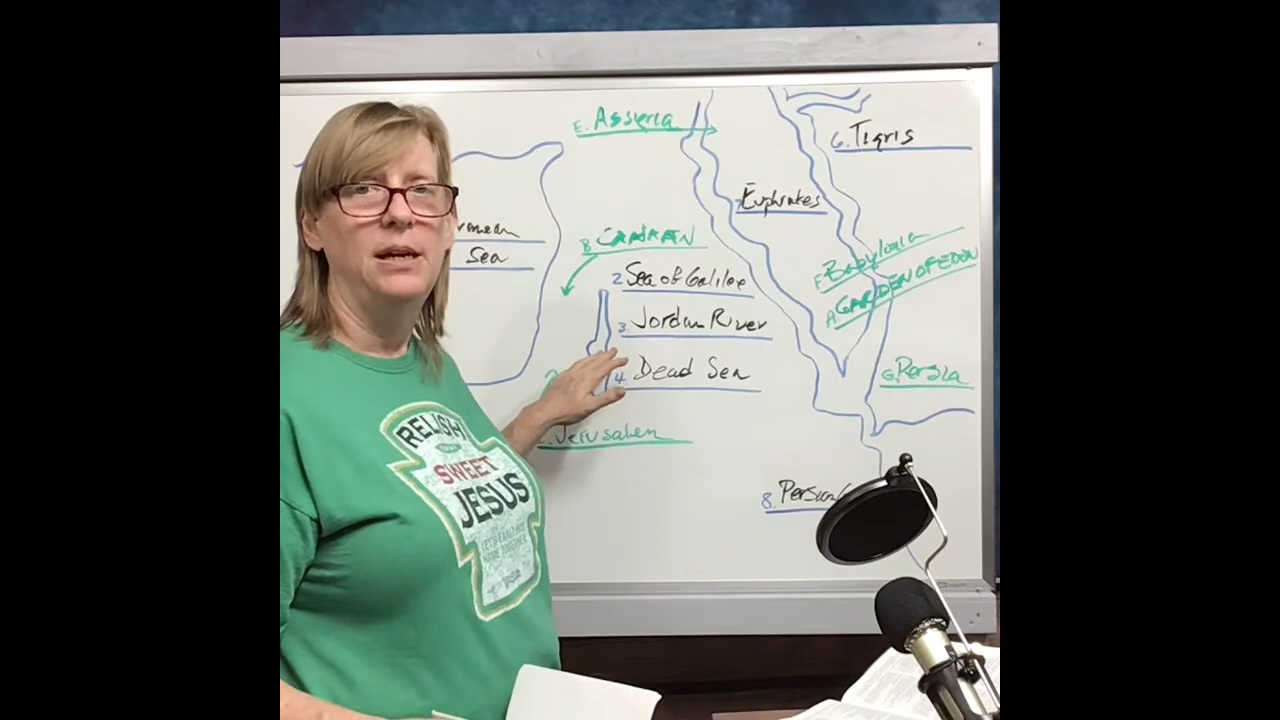 E. Assyria
6. Tigris
Euphrates
B CANAAN
Sea
2 Sea of Galilee
F. Babylonia
A. GARDEN OF EDON
3. Jordan River
4. Dead Sea
G. Persia
Jerusalem
8. Persian
RELISH
SWEET
JESUS